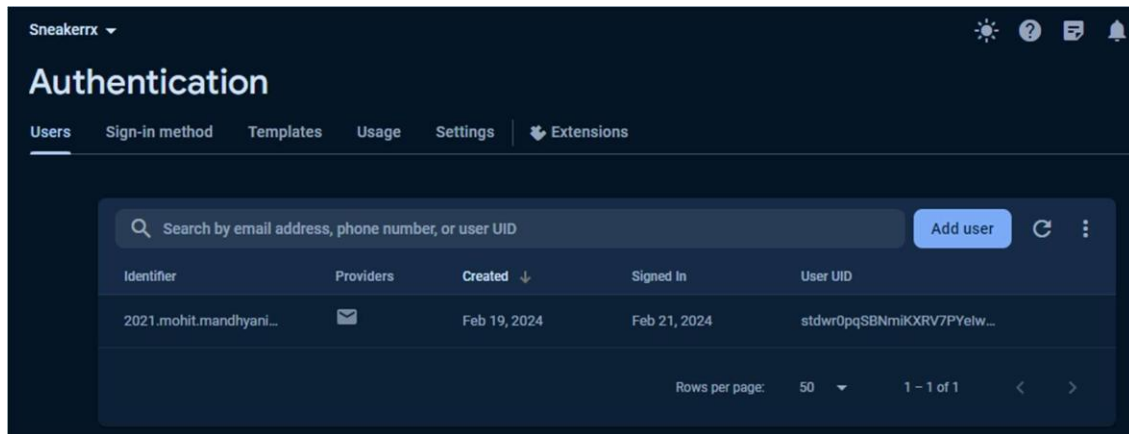 Sneakerrx
Authentication
Users Sign-in method Templates Usage Settings Extensions
Search by email address, phone number, or user UID Add user
Identifier Providers Created Signed In User UID
2021.mohit.mandhyani... Feb 19, 2024 Feb 21, 2024 stdwr0pqSBNmiKXRV7PYeIw...
Rows per page: 50 1 – 1 of 1